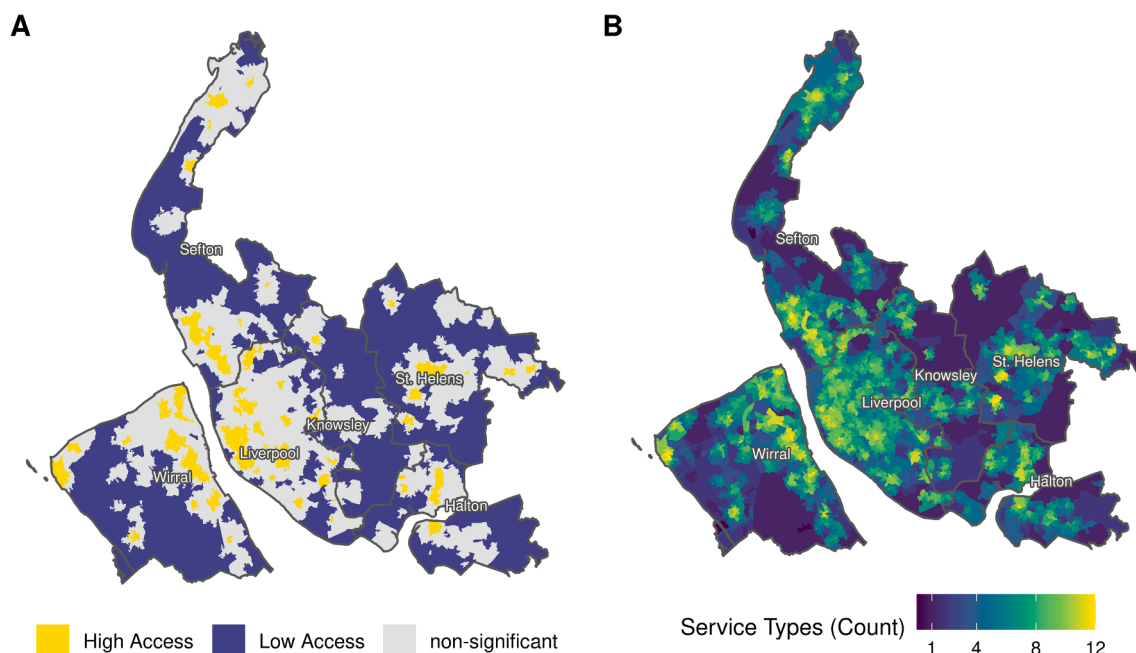 A
B
Sefton
St. Helens
Knowsley
Liverpool
Wirral
Halton
Sefton
St. Helens
Knowsley
Liverpool
Wirral
Halton
High Access
Low Access
non-significant
Service Types (Count)
1 4 8 12